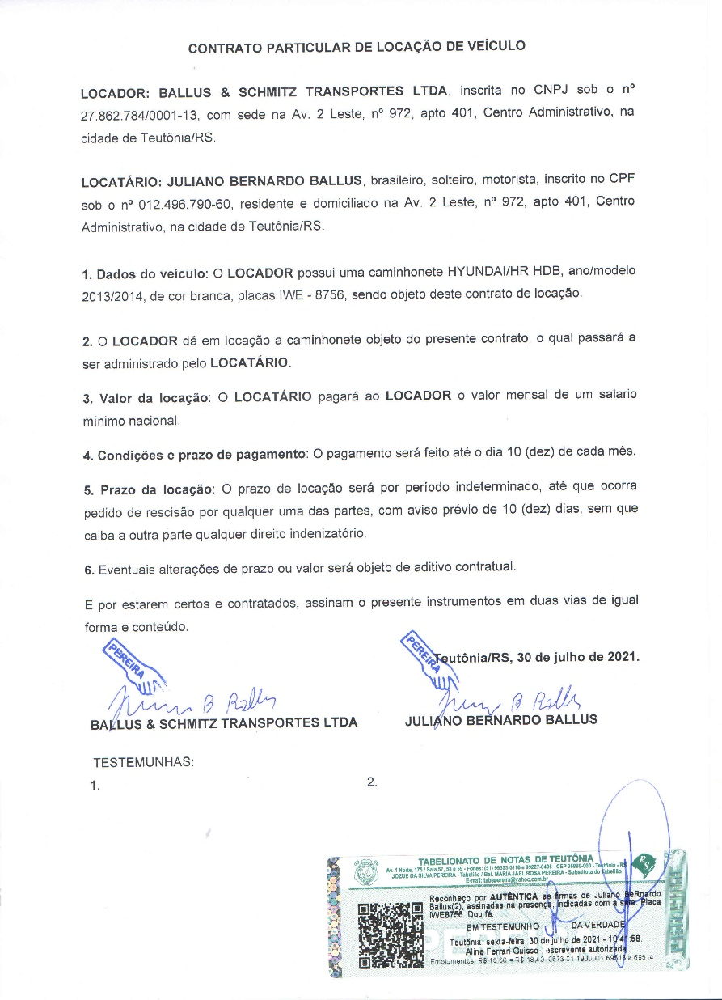 CONTRATO PARTICULAR DE LOCAÇÃO DE VEÍCULO
LOCADOR: BALLUS & SCHMITZ TRANSPORTES LTDA, inscrita no CNPJ sob o nº
27.862.784/0001-13, com sede na Av. 2 Leste, nº 972, apto 401, Centro Administrativo, na
cidade de Teutônia/RS.
LOCATÁRIO: JULIANO BERNARDO BALLUS, brasileiro, solteiro, motorista, inscrito no CPF
sob o nº 012.496.790-60, residente e domiciliado na Av. 2 Leste, nº 972, apto 401, Centro
Administrativo, na cidade de Teutônia/RS.
1. Dados do veículo: O LOCADOR possui uma caminhonete HYUNDAI/HR HDB, ano/modelo
2013/2014, de cor branca, placas IWE - 8756, sendo objeto deste contrato de locação.
2. O LOCADOR dá em locação a caminhonete objeto do presente contrato, o qual passará a
ser administrado pelo LOCATÁRIO.
3. Valor da locação: O LOCATÁRIO pagará ao LOCADOR o valor mensal de um salario
mínimo nacional.
4. Condições e prazo de pagamento: O pagamento será feito até o dia 10 (dez) de cada mês.
5. Prazo da locação: O prazo de locação será por período indeterminado, até que ocorra
pedido de rescisão por qualquer uma das partes, com aviso prévio de 10 (dez) dias, sem que
caiba a outra parte qualquer direito indenizatório.
6. Eventuais alterações de prazo ou valor será objeto de aditivo contratual.
E por estarem certos e contratados, assinam o presente instrumentos em duas vias de igual
forma e conteúdo.
PEREIRA
PEREIRA
Teutônia/RS, 30 de julho de 2021.
BALLUS & SCHMITZ TRANSPORTES LTDA
JULIANO BERNARDO BALLUS
TESTEMUNHAS:
1.
2.
TABELIONATO DE NOTAS DE TEUTÔNIA
Av. 1 Norte, 175 / Sala 57, 58 e 59 - Fones: (51) 99323-3118 e 99227-0406 - CEP 95890-000 - Teutônia - RS
JOZUE DA SILVA PEREIRA - Tabelião / Bel. MARIA JAEL ROSA PEREIRA - Substituta do Tabelião
E-mail: tabepereira@yahoo.com.br
Reconheço por AUTÊNTICA as firmas de Juliano BeRnardo
Ballus(2), assinadas na presença, indicadas com a seta. Placa
IWE8756. Dou fé.
EM TESTEMUNHO DA VERDADE
Teutônia, sexta-feira, 30 de julho de 2021 - 10:41:58.
Aline Ferrari Guisso - escrevente autorizada
Emolumentos: R$ 15,60 = R$ 18,40 0673.01.1900001.69513 a 69514